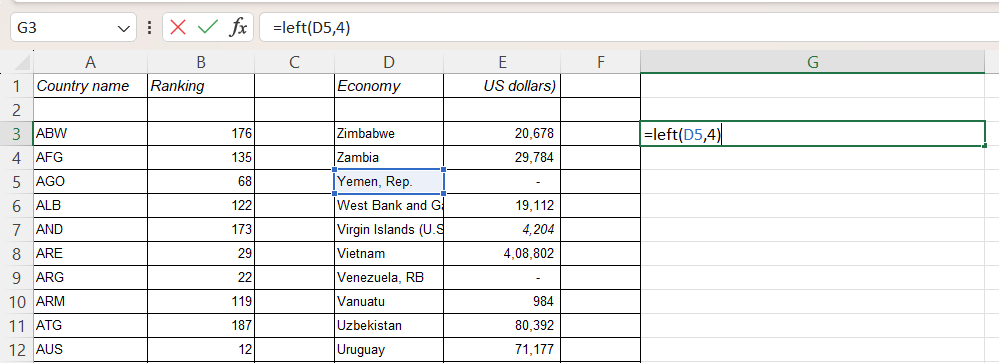 G3 fx =left(D5,4)
A B C D E F G
1 Country name Ranking Economy US dollars)
2
3 ABW 176 Zimbabwe 20,678 =left(D5,4)
4 AFG 135 Zambia 29,784
5 AGO 68 Yemen, Rep. -
6 ALB 122 West Bank and Ga 19,112
7 AND 173 Virgin Islands (U.S 4,204
8 ARE 29 Vietnam 4,08,802
9 ARG 22 Venezuela, RB -
10 ARM 119 Vanuatu 984
11 ATG 187 Uzbekistan 80,392
12 AUS 12 Uruguay 71,177